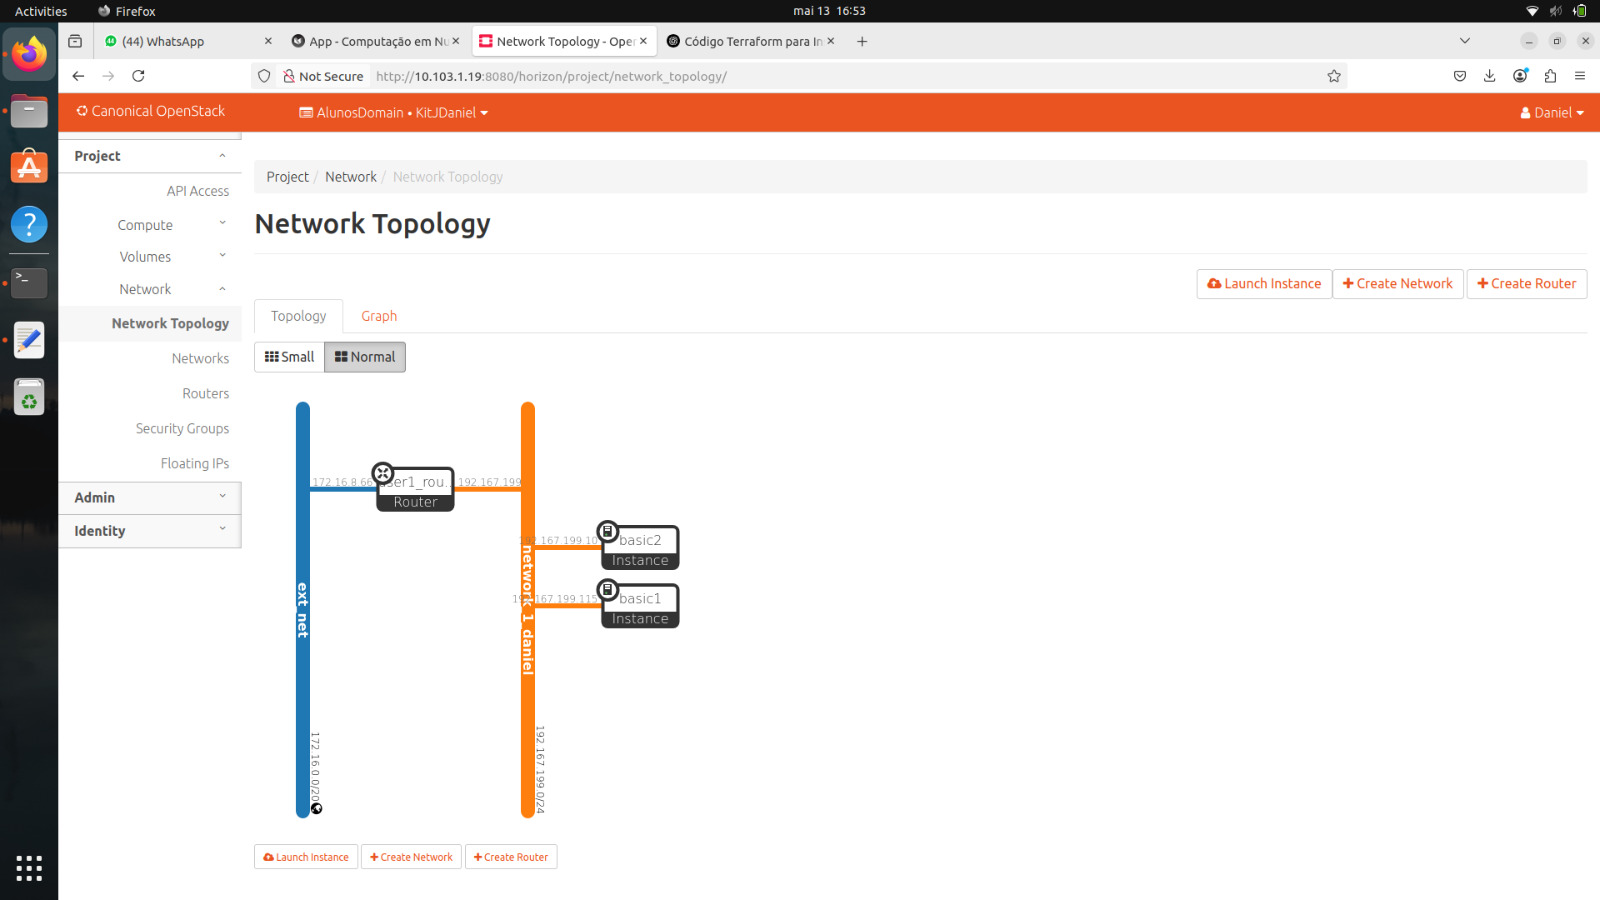 Activities
Firefox
mai 13 16:53
(44) WhatsApp
App - Computação em Nu
Network Topology - Oper
Código Terraform para In
Not Secure
http://10.103.1.19:8080/horizon/project/network_topology/
Canonical OpenStack
AlunosDomain • KitJDaniel
Daniel
Project
API Access
Compute
Volumes
Network
Network Topology
Networks
Routers
Security Groups
Floating IPs
Admin
Identity
Project / Network / Network Topology
Network Topology
Launch Instance
+ Create Network
+ Create Router
Topology
Graph
Small
Normal
ext_net
172.16.0.0/20
172.16.8.66
Router
192.167.199
network_1_daniel
192.167.199.0/24
192.167.199.10
basic2
Instance
192.167.199.115
basic1
Instance
Launch Instance
+ Create Network
+ Create Router